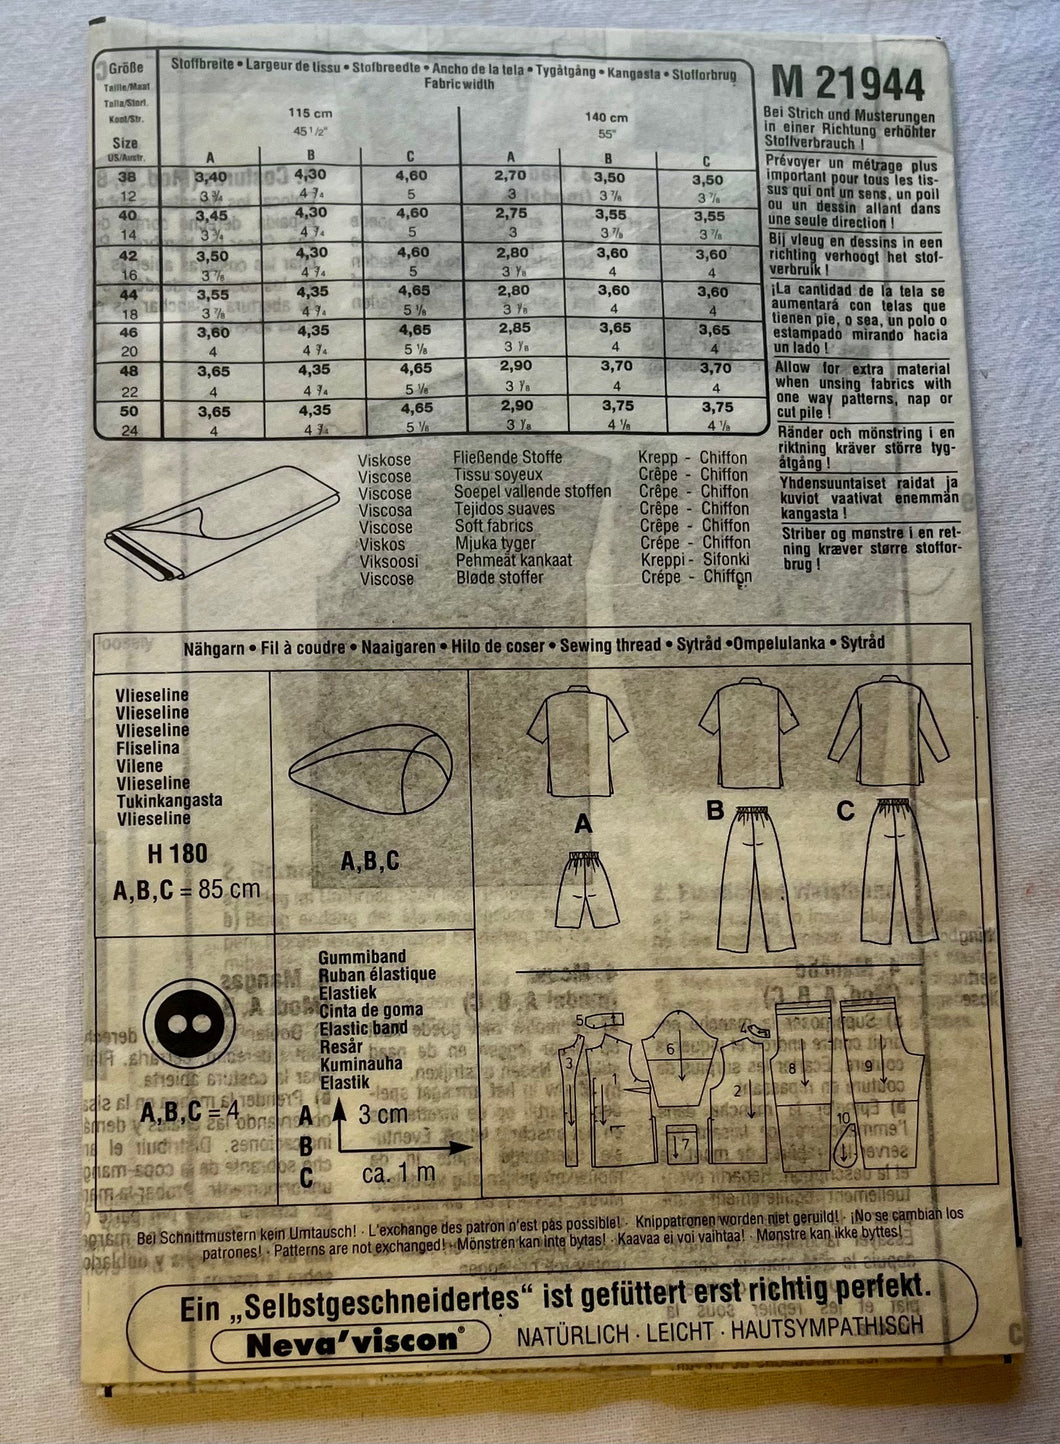 Größe
Taille/Maat
Talla/Storl.
Koot/Str.
Size
US/Austr.
Stoffbreite • Largeur de tissu • Stofbreedte • Ancho de la tela • Tygåtgång • Kangasta • Stofforbrug
Fabric width
115 cm 140 cm
45 1/2" 55"
A B C A B C
38 3,40 4,30 4,60 2,70 3,50 3,50
12 3 3/4 4 3/4 5 3 3 7/8 3 7/8
40 3,45 4,30 4,60 2,75 3,55 3,55
14 3 3/4 4 3/4 5 3 3 7/8 3 7/8
42 3,50 4,30 4,60 2,80 3,60 3,60
16 3 7/8 4 3/4 5 3 1/8 4 4
44 3,55 4,35 4,65 2,80 3,60 3,60
18 3 7/8 4 3/4 5 1/8 3 1/8 4 4
46 3,60 4,35 4,65 2,85 3,65 3,65
20 4 4 3/4 5 1/8 3 1/8 4 4
48 3,65 4,35 4,65 2,90 3,70 3,70
22 4 4 3/4 5 1/8 3 1/8 4 4
50 3,65 4,35 4,65 2,90 3,75 3,75
24 4 4 3/4 5 1/8 3 1/8 4 1/8 4 1/8
M 21944
Bei Strich und Musterungen
in einer Richtung erhöhter
Stoffverbrauch !
Prévoyer un métrage plus
important pour tous les tis-
sus qui ont un sens, un poil
ou un dessin allant dans
une seule direction !
Bij vleug en dessins in een
richting verhoogt het stof-
verbruik !
¡La cantidad de la tela se
aumentará con telas que
tienen pie, o sea, un polo o
estampado mirando hacia
un lado !
Allow for extra material
when unsing fabrics with
one way patterns, nap or
cut pile !
Ränder och mönstring i en
riktning kräver större tyg-
åtgång !
Yhdensuuntaiset raidat ja
kuviot vaativat enemmän
kangasta !
Striber og mønstre i en ret-
ning kræver større stoffor-
brug !
Viskose Fließende Stoffe Krepp - Chiffon
Viscose Tissu soyeux Crêpe - Chiffon
Viscose Soepel vallende stoffen Crêpe - Chiffon
Viscosa Tejidos suaves Crêpe - Chiffon
Viscose Soft fabrics Crêpe - Chiffon
Viskos Mjuka tyger Crépe - Chiffon
Viksoosi Pehmeät kankaat Kreppi - Sifonki
Viscose Bløde stoffer Crépe - Chiffon
Nähgarn • Fil à coudre • Naaigaren • Hilo de coser • Sewing thread • Sytråd •Ompelulanka • Sytråd
Vlieseline
Vlieseline
Vlieseline
Fliselina
Vilene
Vlieseline
Tukinkangasta
Vlieseline
H 180
A,B,C = 85 cm
A,B,C
A
B
C
A,B,C = 4
Gummiband
Ruban élastique
Elastiek
Cinta de goma
Elastic band
Resår
Kuminauha
Elastik
A 3 cm
B
C ca. 1 m
5
3
1
6
4
2
7
8
9
10
Bei Schnittmustern kein Umtausch! · L'exchange des patron n'est pas possible! · Knippatronen worden niet geruild! · ¡No se cambian los
patrones! · Patterns are not exchanged! · Mönstren kan inte bytas! · Kaavaa ei voi vaihtaa! · Mønstre kan ikke byttes!
Ein „Selbstgeschneidertes“ ist gefüttert erst richtig perfekt.
Neva'viscon® NATÜRLICH · LEICHT · HAUTSYMPATHISCH